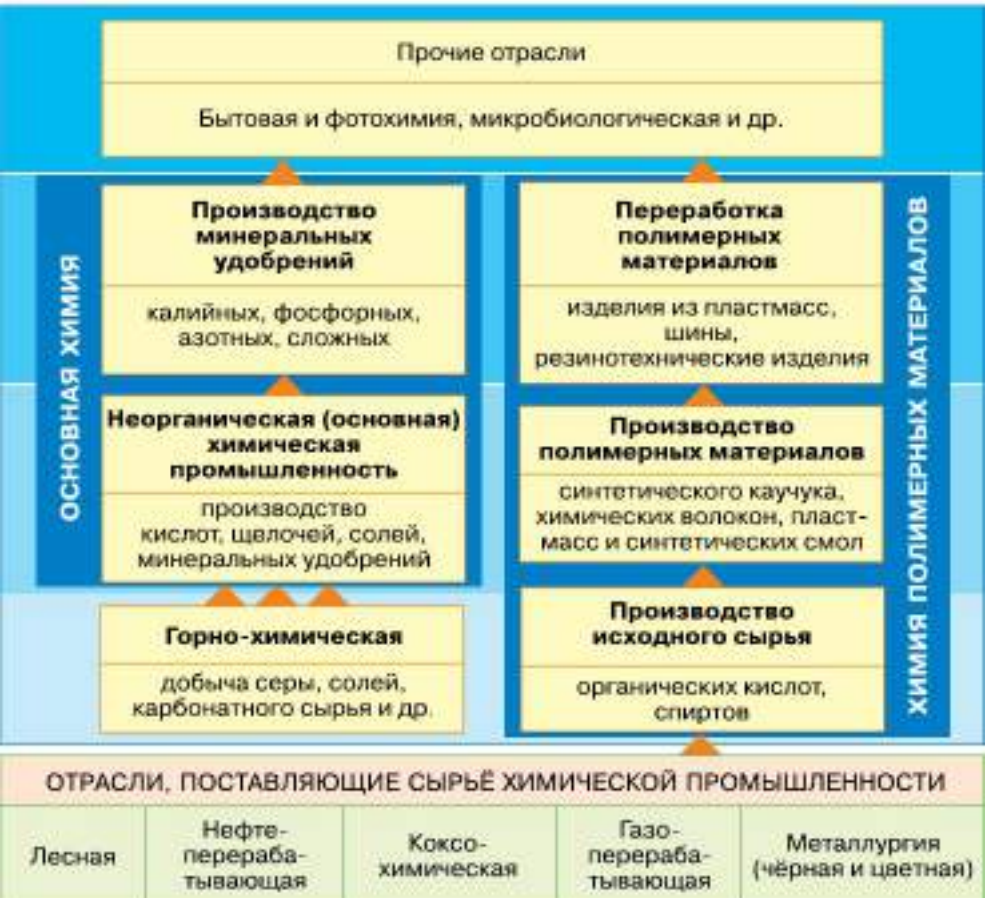 Прочие отрасли
Бытовая и фотохимия, микробиологическая и др.
ОСНОВНАЯ ХИМИЯ
Производство
минеральных
удобрений
калийных, фосфорных,
азотных, сложных
Неорганическая (основная)
химическая
промышленность
производство
кислот, щелочей, солей,
минеральных удобрений
Горно-химическая
добыча серы, солей,
карбонатного сырья и др.
Переработка
полимерных
материалов
изделия из пластмасс,
шины,
резинотехнические изделия
Производство
полимерных материалов
синтетического каучука,
химических волокон, пласт-
масс и синтетических смол
Производство
исходного сырья
органических кислот,
спиртов
ХИМИЯ ПОЛИМЕРНЫХ МАТЕРИАЛОВ
ОТРАСЛИ, ПОСТАВЛЯЮЩИЕ СЫРЬЁ ХИМИЧЕСКОЙ ПРОМЫШЛЕННОСТИ
Лесная
Нефте-
перераба-
тывающая
Коксо-
химическая
Газо-
перераба-
тывающая
Металлургия
(чёрная и цветная)